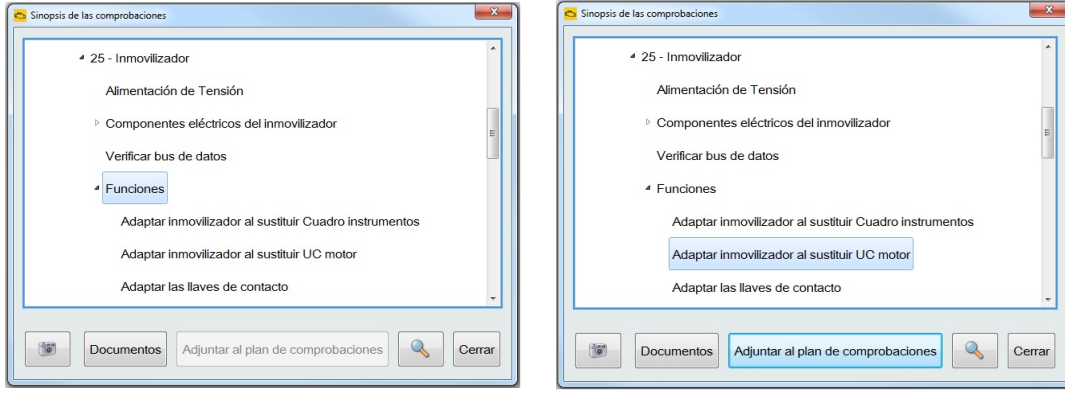 Sinopsis de las comprobaciones
25 - Inmovilizador
Alimentación de Tensión
Componentes eléctricos del inmovilizador
Verificar bus de datos
Funciones
Adaptar inmovilizador al sustituir Cuadro instrumentos
Adaptar inmovilizador al sustituir UC motor
Adaptar las llaves de contacto
Documentos
Adjuntar al plan de comprobaciones
Cerrar
Sinopsis de las comprobaciones
25 - Inmovilizador
Alimentación de Tensión
Componentes eléctricos del inmovilizador
Verificar bus de datos
Funciones
Adaptar inmovilizador al sustituir Cuadro instrumentos
Adaptar inmovilizador al sustituir UC motor
Adaptar las llaves de contacto
Documentos
Adjuntar al plan de comprobaciones
Cerrar